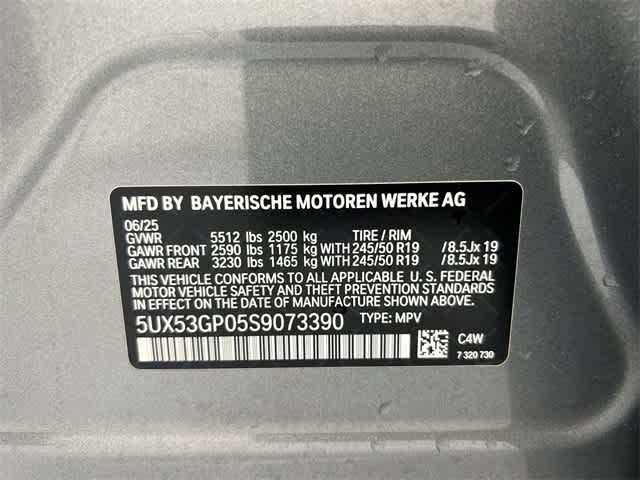 MFD BY BAYERISCHE MOTOREN WERKE AG
06/25
GVWR 5512 lbs 2500 kg TIRE / RIM
GAWR FRONT 2590 lbs 1175 kg WITH 245/50 R19 /8.5Jx 19
GAWR REAR 3230 lbs 1465 kg WITH 245/50 R19 /8.5Jx 19
THIS VEHICLE CONFORMS TO ALL APPLICABLE U. S. FEDERAL
MOTOR VEHICLE SAFETY AND THEFT PREVENTION STANDARDS
IN EFFECT ON THE DATE OF MANUFACTURE SHOWN ABOVE.
5UX53GP05S9073390 TYPE: MPV
C4W
7 320 730